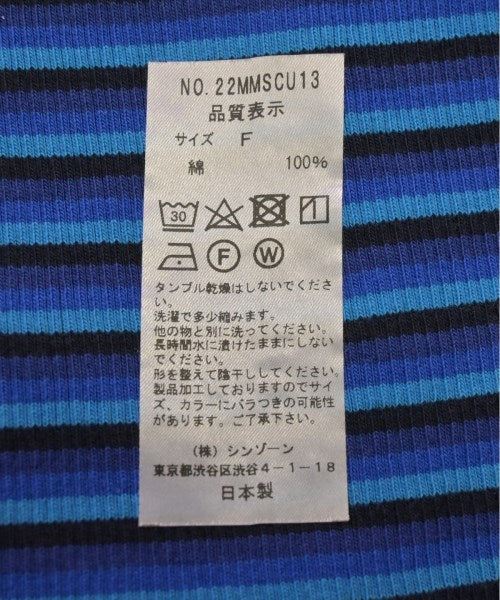 NO.22MMSCU13
品質表示
サイズ F
綿 100%
30
F W
タンブル乾燥はしないでくださ
い。
洗濯で多少縮みます。
他の物と別に洗ってください。
長時間水に漬けたままにしない
でください。
形を整えて陰干ししてください。
製品加工しておりますのでサイ
ズ、カラーにバラつきの可能性
があります。ご了承下さい。
(株) シンゾーン
東京都渋谷区渋谷4-1-18
日本製